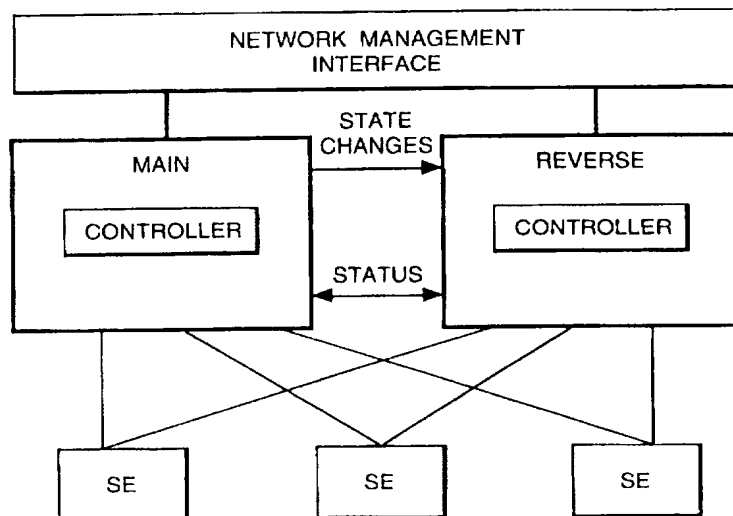 NETWORK MANAGEMENT
INTERFACE
STATE
CHANGES
MAIN
REVERSE
CONTROLLER
CONTROLLER
STATUS
SE
SE
SE